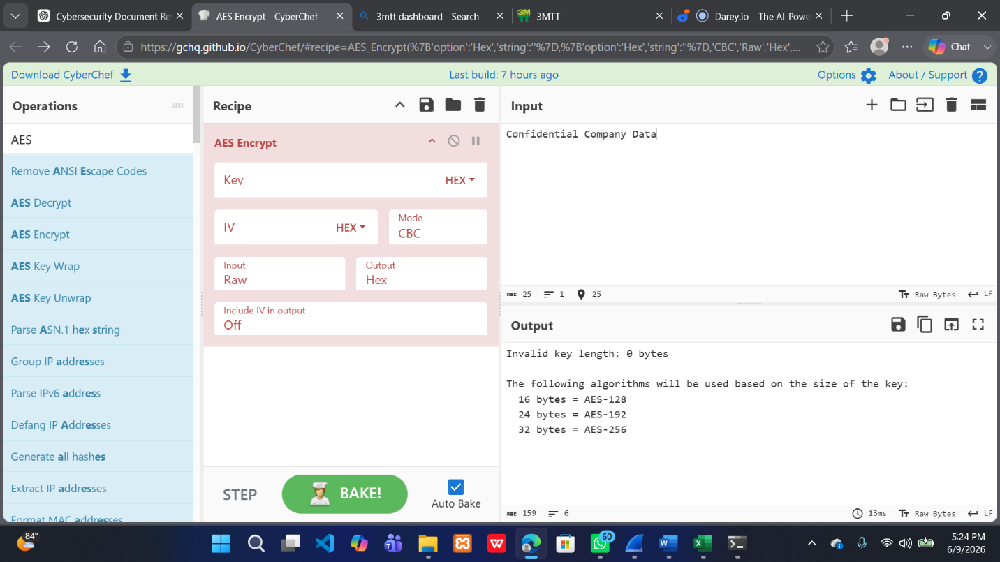 Cybersecurity Document Re
AES Encrypt - CyberChef
3mtt dashboard - Search
3MTT
Darey.io – The AI-Powe
https://gchq.github.io/CyberChef/#recipe=AES_Encrypt(%7B'option':'Hex','string':''%7D,%7B'option':'Hex','string':''%7D,'CBC','Raw','Hex',...
Chat
Download CyberChef
Last build: 7 hours ago
Options
About / Support
Operations
480
AES
Remove ANSI Escape Codes
AES Decrypt
AES Encrypt
AES Key Wrap
AES Key Unwrap
Parse ASN.1 hex string
Group IP addresses
Parse IPv6 address
Defang IP Addresses
Generate all hashes
Extract IP addresses
Format MAC addresses
Recipe
AES Encrypt
Key
HEX
IV
HEX
Mode
CBC
Input
Raw
Output
Hex
Include IV in output
Off
STEP
BAKE!
Auto Bake
Input
Confidential Company Data
ABC 25 1 25
Raw Bytes LF
Output
Invalid key length: 0 bytes
The following algorithms will be used based on the size of the key:
16 bytes = AES-128
24 bytes = AES-192
32 bytes = AES-256
ABC 159 6
13ms Raw Bytes LF
84°
60
5:24 PM
6/9/2026